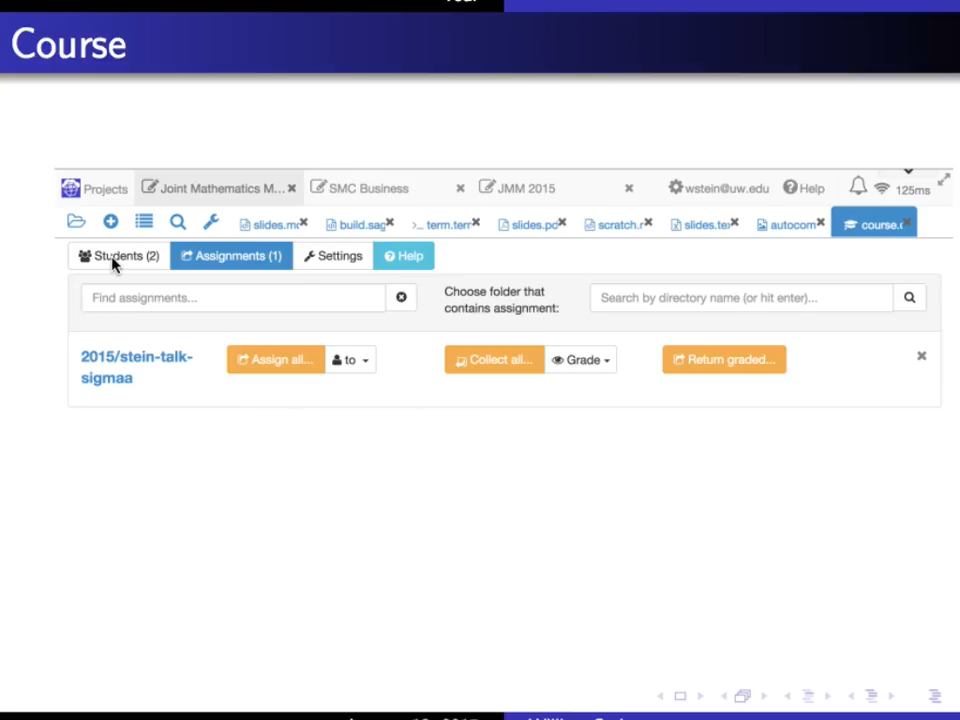 Course
Projects Joint Mathematics M... SMC Business JMM 2015 wstein@uw.edu Help 125ms
slides.m build.sag term.terr slides.pd scratch.r slides.te autocom course.
Students (2) Assignments (1) Settings Help
Find assignments...
Choose folder that
contains assignment:
Search by directory name (or hit enter)...
2015/stein-talk-
sigmaa
Assign all... to Collect all... Grade Return graded...